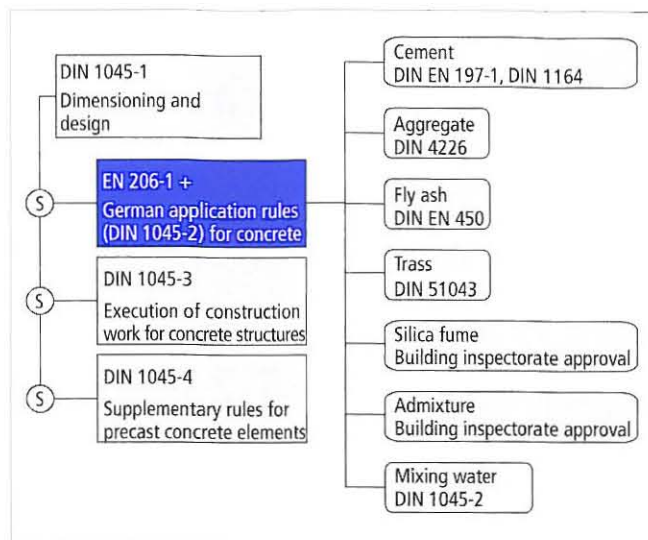 DIN 1045-1
Dimensioning and
design
S
EN 206-1 +
German application rules
(DIN 1045-2) for concrete
S
DIN 1045-3
Execution of construction
work for concrete structures
S
DIN 1045-4
Supplementary rules for
precast concrete elements
Cement
DIN EN 197-1, DIN 1164
Aggregate
DIN 4226
Fly ash
DIN EN 450
Trass
DIN 51043
Silica fume
Building inspectorate approval
Admixture
Building inspectorate approval
Mixing water
DIN 1045-2